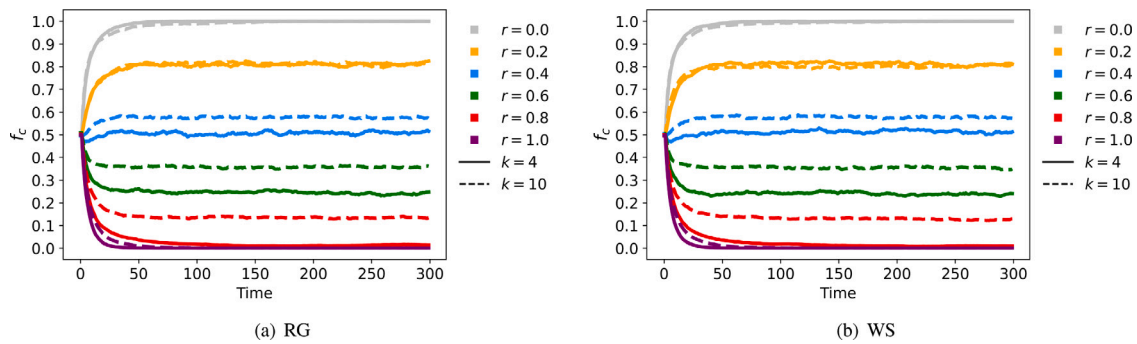 1.0
0.9
0.8
0.7
0.6
0.5
0.4
0.3
0.2
0.1
0.0
f_c
0 50 100 150 200 250 300
Time
r = 0.0
r = 0.2
r = 0.4
r = 0.6
r = 0.8
r = 1.0
k = 4
k = 10
(a) RG
1.0
0.9
0.8
0.7
0.6
0.5
0.4
0.3
0.2
0.1
0.0
f_c
0 50 100 150 200 250 300
Time
r = 0.0
r = 0.2
r = 0.4
r = 0.6
r = 0.8
r = 1.0
k = 4
k = 10
(b) WS